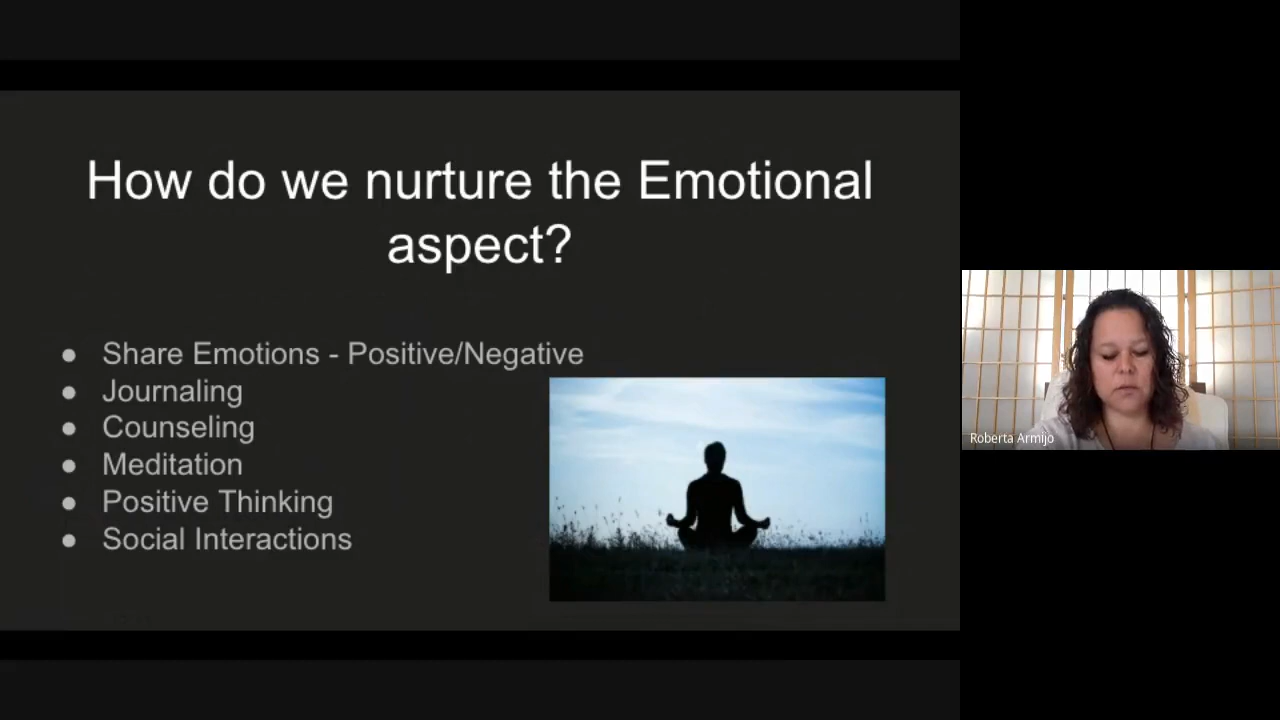 How do we nurture the Emotional
aspect?
● Share Emotions - Positive/Negative
● Journaling
● Counseling
● Meditation
● Positive Thinking
● Social Interactions
Roberta Armijo